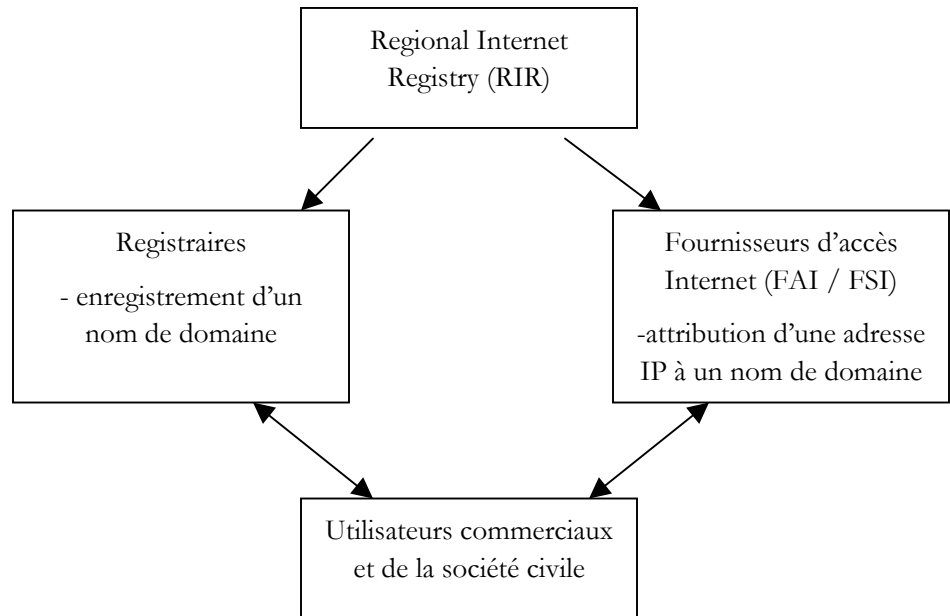 Regional Internet
Registry (RIR)
Registraires
- enregistrement d’un
nom de domaine
Fournisseurs d’accès
Internet (FAI / FSI)
-attribution d’une adresse
IP à un nom de domaine
Utilisateurs commerciaux
et de la société civile